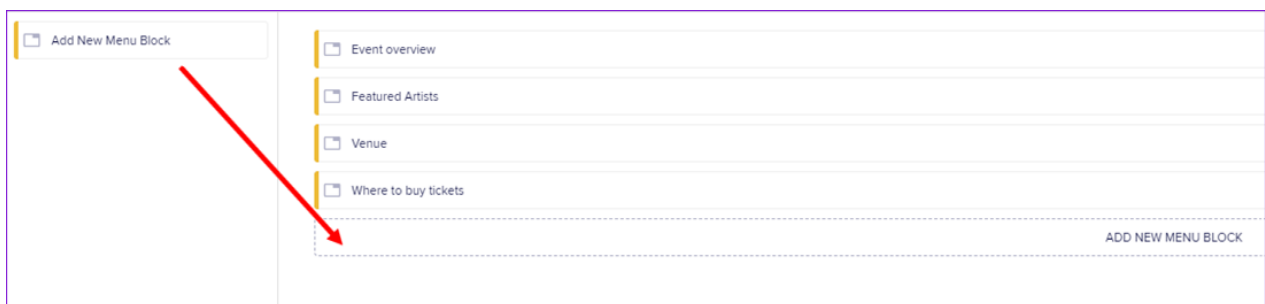 Add New Menu Block
Event overview
Featured Artists
Venue
Where to buy tickets
ADD NEW MENU BLOCK